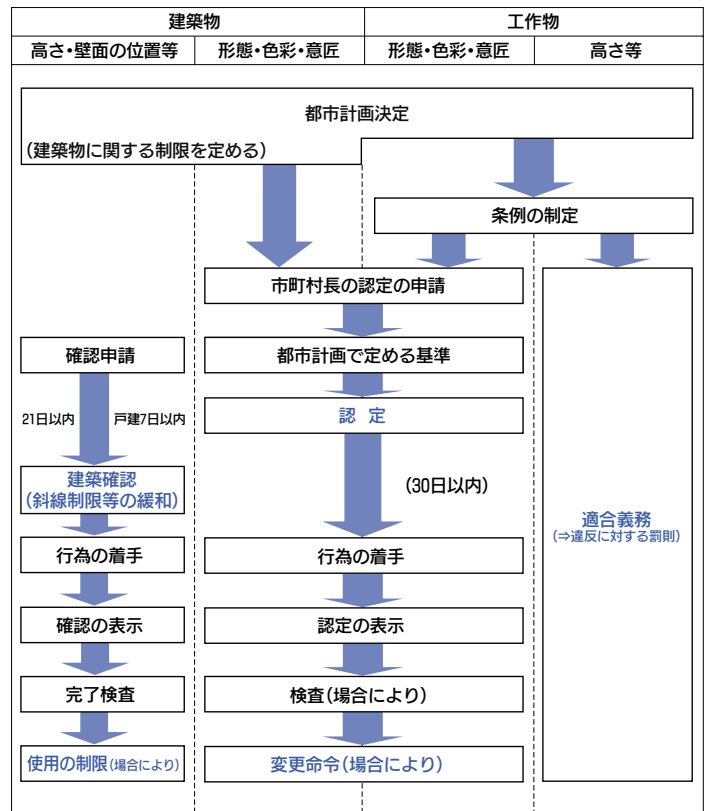 建築物
工作物
高さ・壁面の位置等
形態・色彩・意匠
形態・色彩・意匠
高さ等
都市計画決定
(建築物に関する制限を定める)
条例の制定
市町村長の認定の申請
確認申請
都市計画で定める基準
21日以内
戸建7日以内
認 定
建築確認
(斜線制限等の緩和)
(30日以内)
適合義務
(⇒違反に対する罰則)
行為の着手
行為の着手
確認の表示
認定の表示
完了検査
検査(場合により)
使用の制限(場合により)
変更命令(場合により)